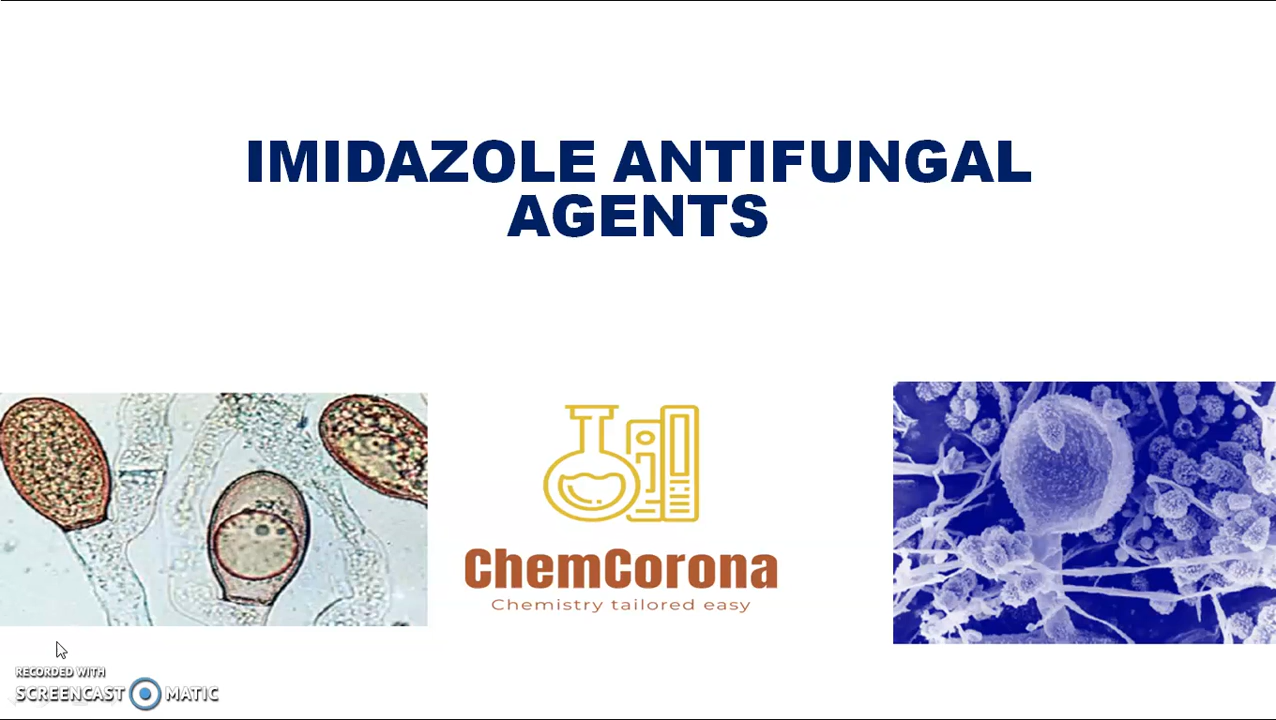 IMIDAZOLE ANTIFUNGAL
AGENTS
ChemCorona
Chemistry tailored easy
RECORDED WITH
SCREENCAST MATIC